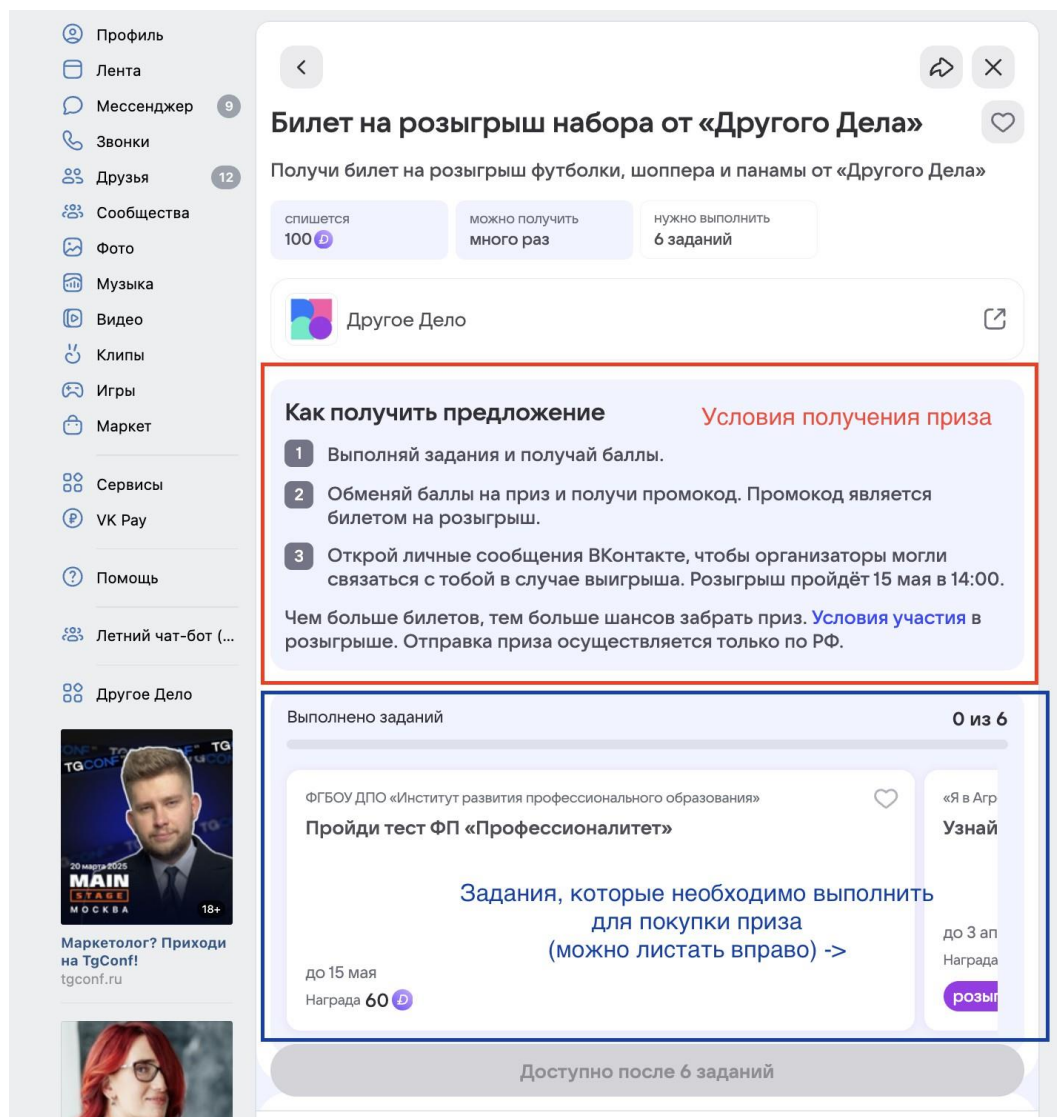 Профиль
Лента
Мессенджер 9
Звонки
Друзья 12
Сообщества
Фото
Музыка
Видео
Клипы
Игры
Маркет
Сервисы
VK Pay
Помощь
Летний чат-бот (...
Другое Дело
TGCONF
20 марта 2025
MAIN
STAGE
МОСКВА
18+
Маркетолог? Приходи
на TgConf!
tgconf.ru
Билет на розыгрыш набора от «Другого Дела»
Получи билет на розыгрыш футболки, шоппера и панамы от «Другого Дела»
спишется
100
можно получить
много раз
нужно выполнить
6 заданий
Другое Дело
Как получить предложение
Условия получения приза
1 Выполняй задания и получай баллы.
2 Обменяй баллы на приз и получи промокод. Промокод является
билетом на розыгрыш.
3 Открой личные сообщения ВКонтакте, чтобы организаторы могли
связаться с тобой в случае выигрыша. Розыгрыш пройдёт 15 мая в 14:00.
Чем больше билетов, тем больше шансов забрать приз. Условия участия в
розыгрыше. Отправка приза осуществляется только по РФ.
Выполнено заданий
0 из 6
ФГБОУ ДПО «Институт развития профессионального образования»
Пройди тест ФП «Профессионалитет»
Задания, которые необходимо выполнить
для покупки приза
(можно листать вправо) ->
до 15 мая
Награда 60
«Я в Агр
Узнай
до 3 ап
Награда
розыг
Доступно после 6 заданий